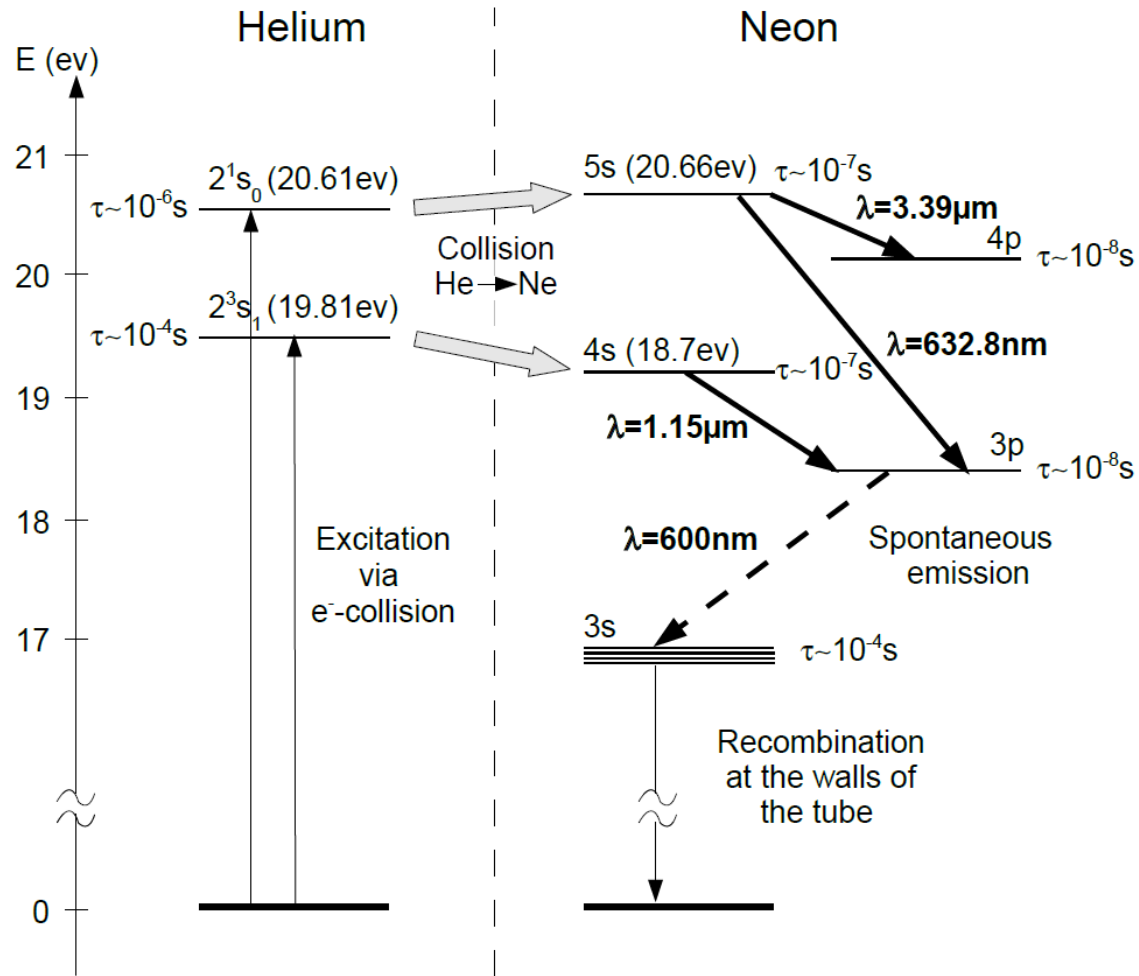 Helium
Neon
E (ev)
21
20
19
18
17
0
2¹s₀ (20.61ev)
τ~10⁻⁶s
2³s₁ (19.81ev)
τ~10⁻⁴s
Collision
He → Ne
Excitation
via
e⁻-collision
5s (20.66ev)
τ~10⁻⁷s
λ=3.39µm
4p
τ~10⁻⁸s
4s (18.7ev)
τ~10⁻⁷s
λ=632.8nm
λ=1.15µm
3p
τ~10⁻⁸s
λ=600nm
Spontaneous
emission
3s
τ~10⁻⁴s
Recombination
at the walls of
the tube